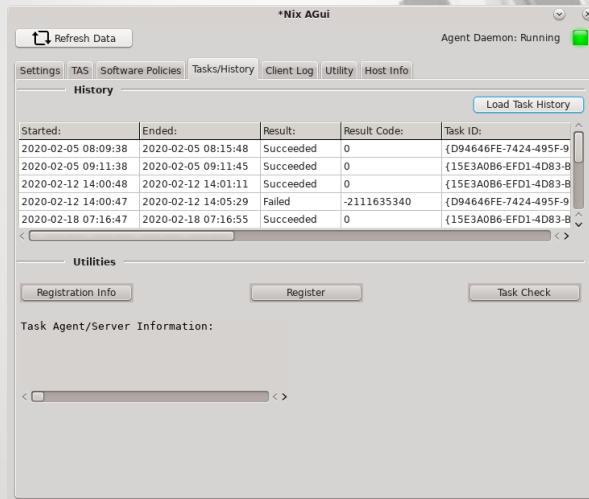 *Nix AGui
Refresh Data
Agent Daemon: Running
Settings TAS Software Policies Tasks/History Client Log Utility Host Info
History
Load Task History
Started: Ended: Result: Result Code: Task ID:
2020-02-05 08:09:38 2020-02-05 08:15:48 Succeeded 0 {D94646FE-7424-495F-9
2020-02-05 09:11:38 2020-02-05 09:11:45 Succeeded 0 {15E3A0B6-EFD1-4D83-B
2020-02-12 14:00:48 2020-02-12 14:01:11 Succeeded 0 {15E3A0B6-EFD1-4D83-B
2020-02-12 14:00:47 2020-02-12 14:05:29 Failed -2111635340 {D94646FE-7424-495F-9
2020-02-18 07:16:47 2020-02-18 07:16:55 Succeeded 0 {15E3A0B6-EFD1-4D83-B
Utilities
Registration Info Register Task Check
Task Agent/Server Information: